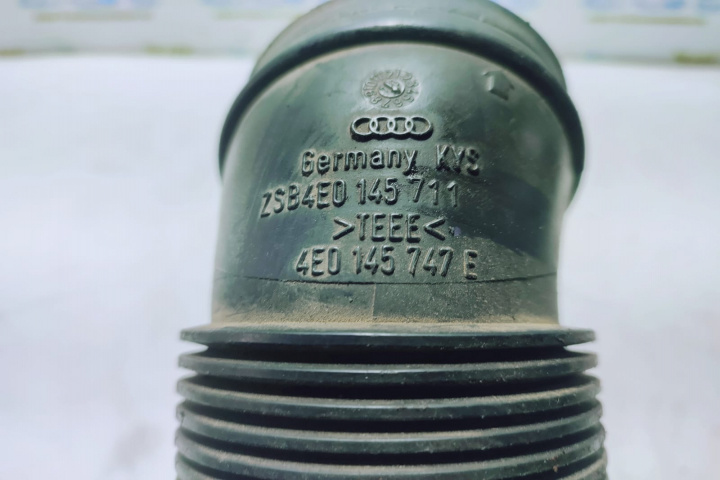 Germany KYS
ZSB4E0 145 711
>TEEE<
4E0 145 747 E